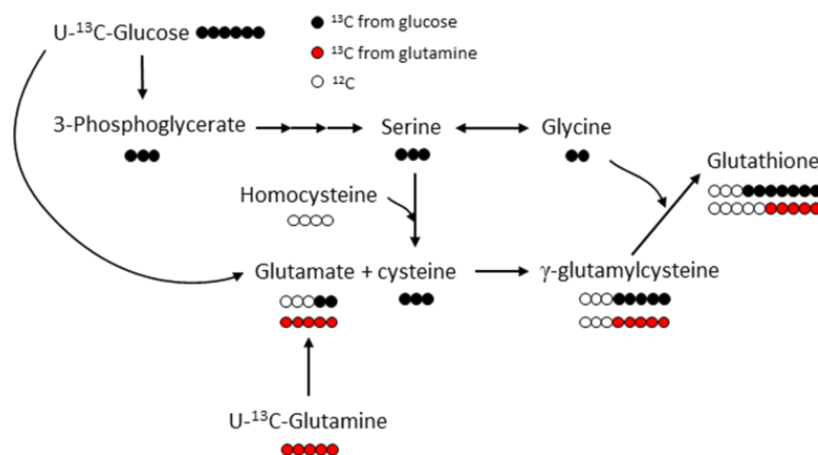 U-¹³C-Glucose
¹³C from glucose
¹³C from glutamine
¹²C
3-Phosphoglycerate
Serine
Glycine
Glutathione
Homocysteine
Glutamate + cysteine
γ-glutamylcysteine
U-¹³C-Glutamine